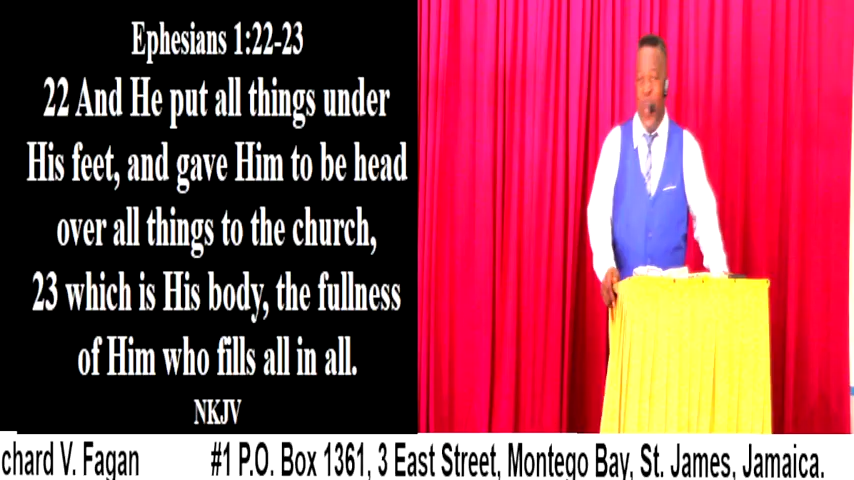 Ephesians 1:22-23
22 And He put all things under
His feet, and gave Him to be head
over all things to the church,
23 which is His body, the fullness
of Him who fills all in all.
NKJV
chard V. Fagan #1 P.O. Box 1361, 3 East Street, Montego Bay, St. James, Jamaica.